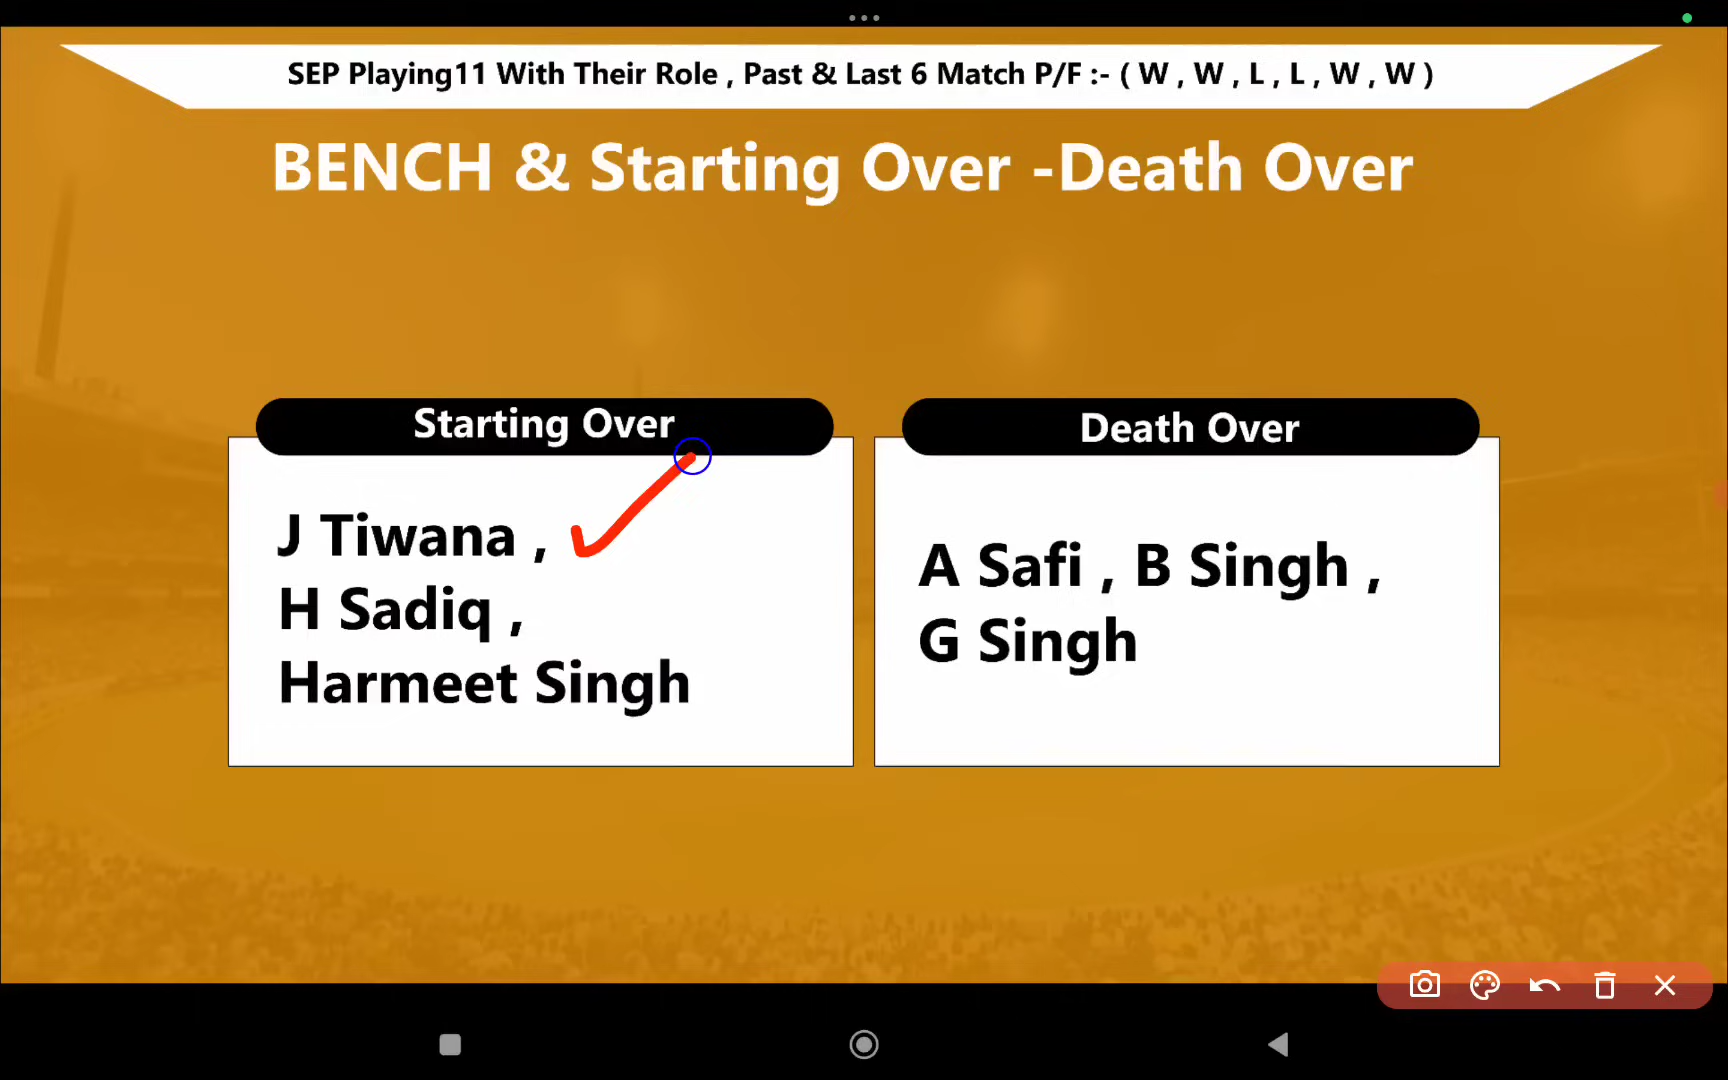 SEP Playing11 With Their Role , Past & Last 6 Match P/F :- ( W , W , L , L , W , W )
BENCH & Starting Over -Death Over
Starting Over
J Tiwana ,
H Sadiq ,
Harmeet Singh
Death Over
A Safi , B Singh ,
G Singh